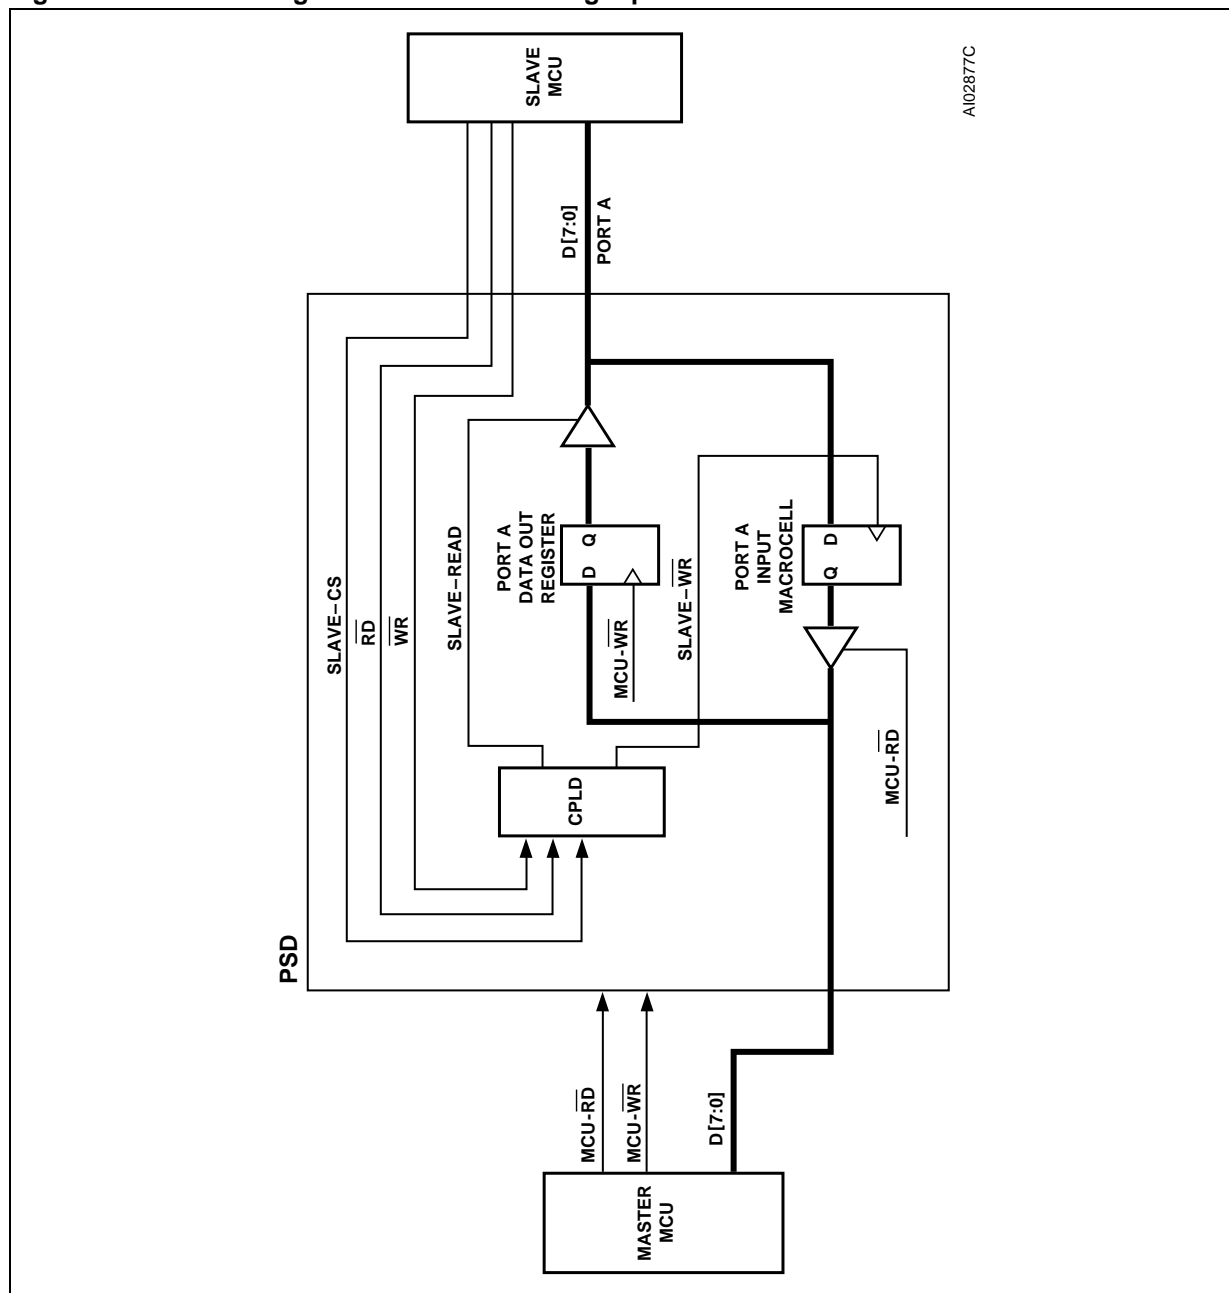 PSD
SLAVE–CS
RD
WR
SLAVE–READ
PORT A
DATA OUT
REGISTER
D Q
CPLD
MCU-WR
SLAVE–WR
PORT A
INPUT
MACROCELL
Q D
MCU-RD
MCU-RD
MCU-WR
D[7:0]
MASTER
MCU
SLAVE
MCU
D[7:0]
PORT A
AI02877C